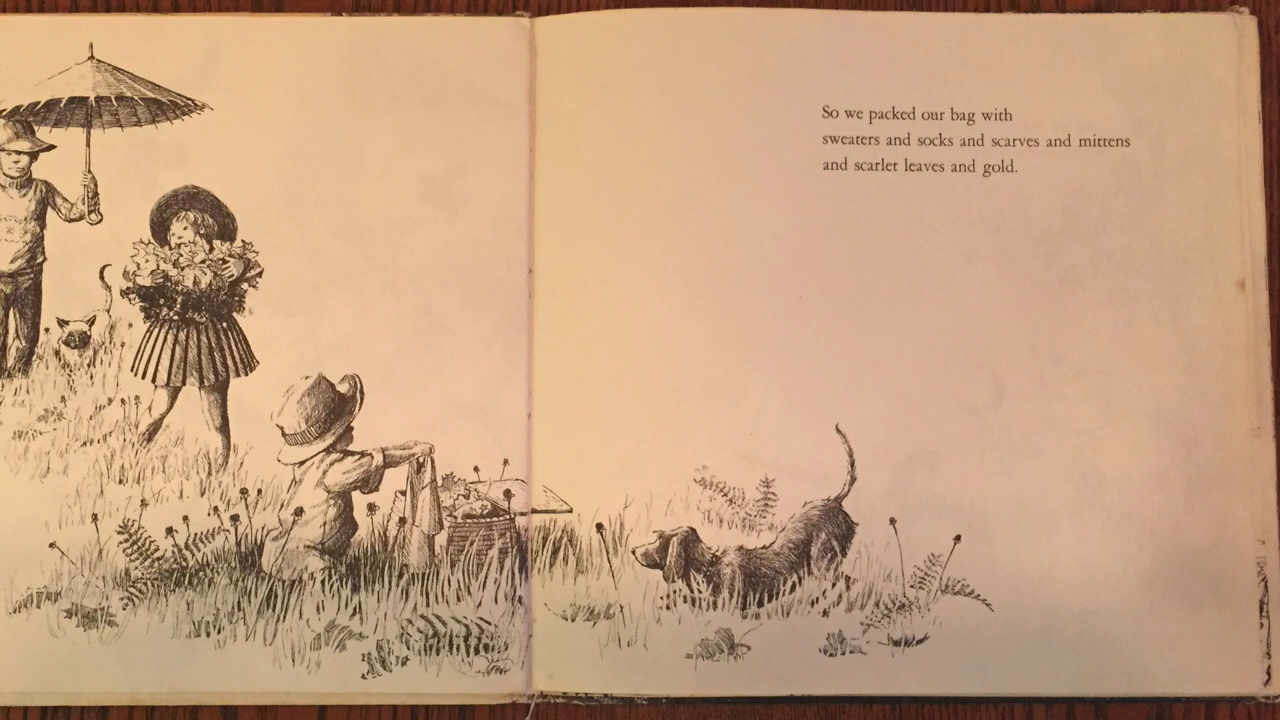 So we packed our bag with
sweaters and socks and scarves and mittens
and scarlet leaves and gold.